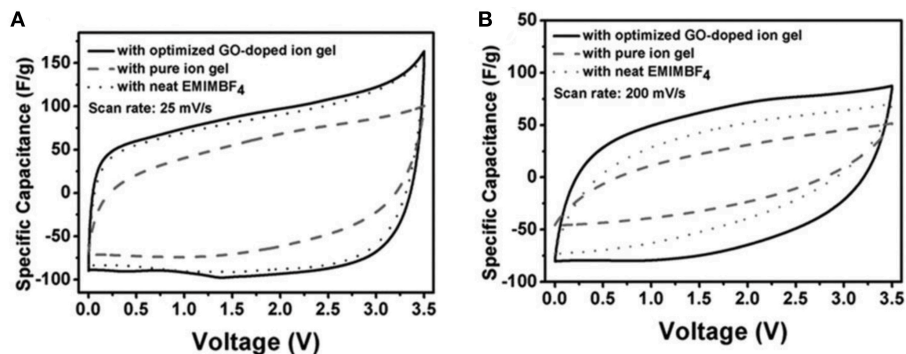 A
Specific Capacitance (F/g)
150
100
50
0
-50
-100
with optimized GO-doped ion gel
with pure ion gel
with neat EMIMBF4
Scan rate: 25 mV/s
0.0 0.5 1.0 1.5 2.0 2.5 3.0 3.5
Voltage (V)
B
Specific Capacitance (F/g)
50
100
50
0
-50
-100
with optimized GO-doped ion gel
with pure ion gel
with neat EMIMBF4
Scan rate: 200 mV/s
0.0 0.5 1.0 1.5 2.0 2.5 3.0 3.5
Voltage (V)